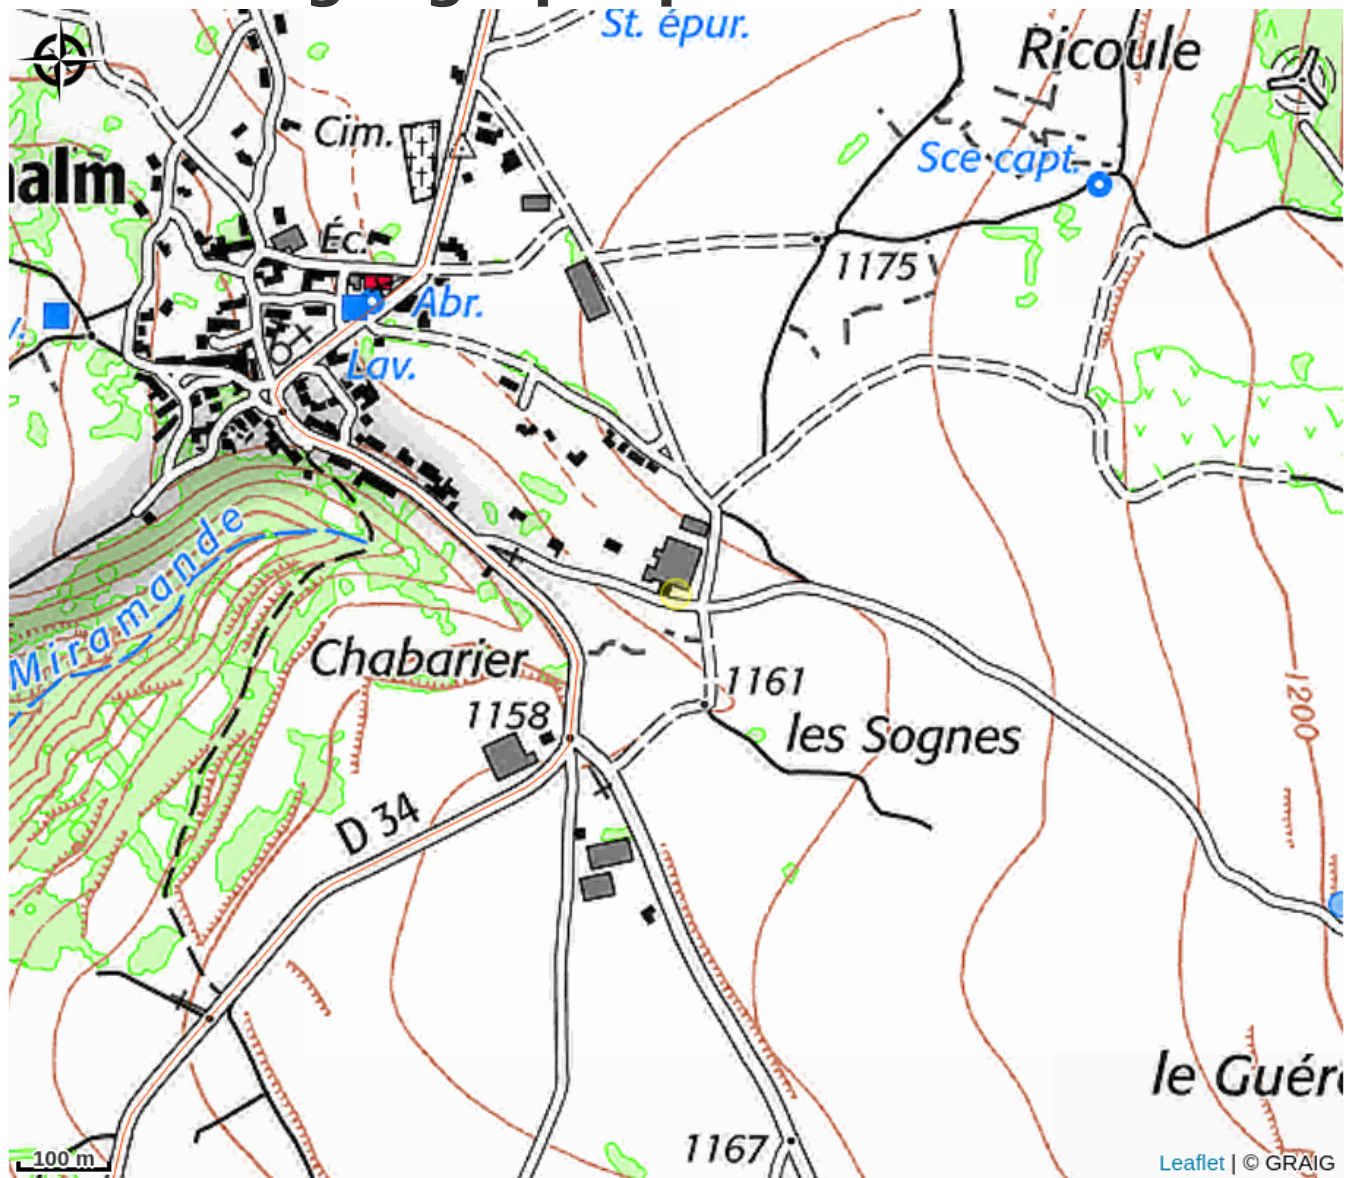 St. épur.
Ricoule
Cim.
Sce capt.
alm
Éc.
1175
Abr.
Lav.
Miramande
Chabarier
1161
1158
les Sognes
1200
D 34
le Guér
1167
100 m
Leaflet | © GRAIG